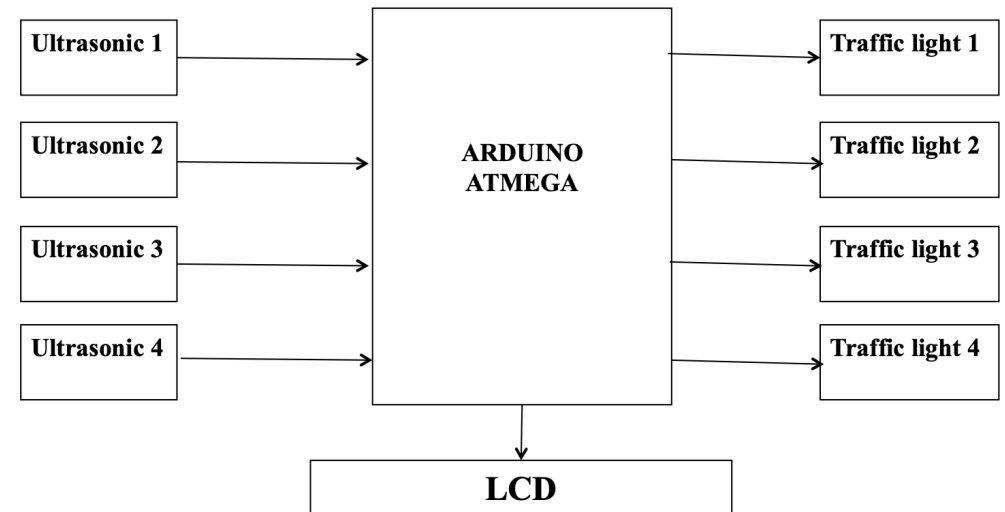 Ultrasonic 1
Traffic light 1
Ultrasonic 2
ARDUINO
ATMEGA
Traffic light 2
Ultrasonic 3
Traffic light 3
Ultrasonic 4
Traffic light 4
LCD